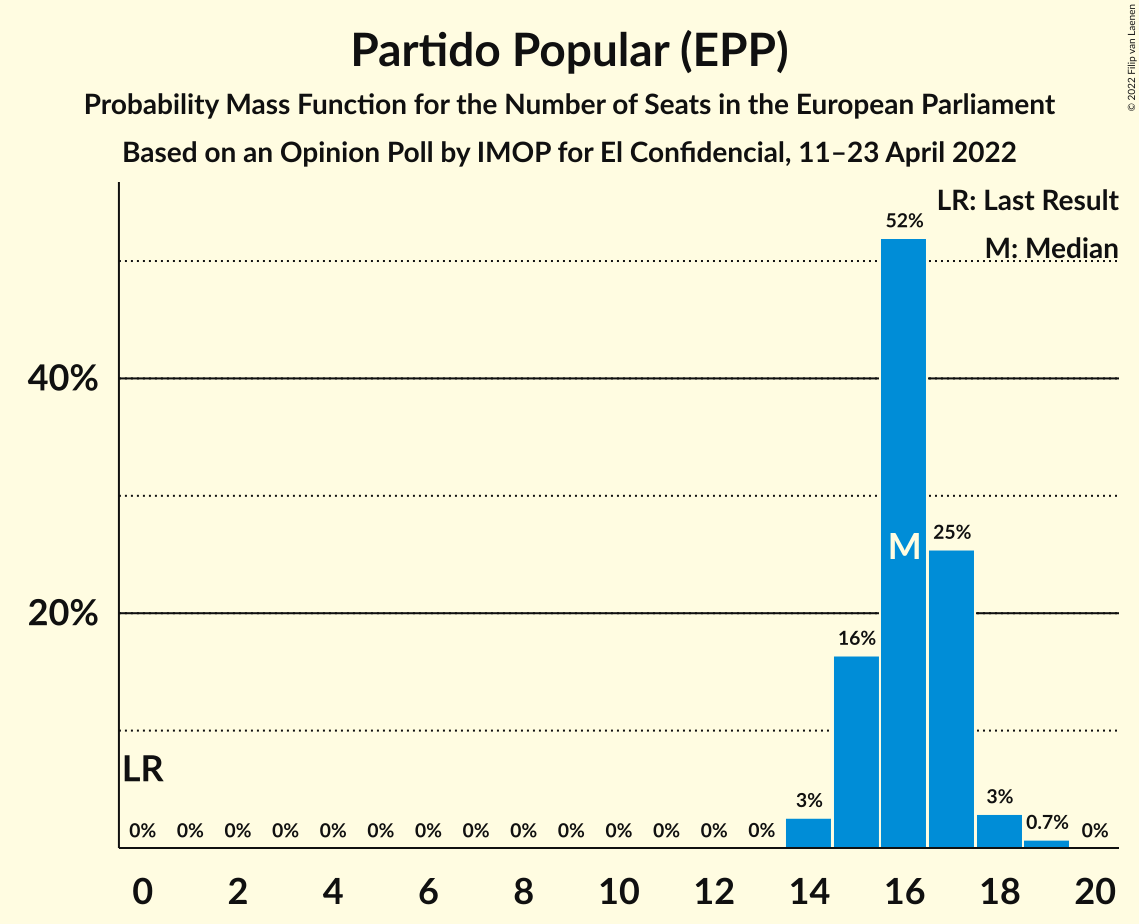 Partido Popular (EPP)
Probability Mass Function for the Number of Seats in the European Parliament
Based on an Opinion Poll by IMOP for El Confidencial, 11–23 April 2022
© 2022 Filip van Laenen
LR: Last Result
M: Median
52%
40%
M
25%
20%
16%
LR
0% 0% 0% 0% 0% 0% 0% 0% 0% 0% 0% 0% 0% 0% 3% 3% 0.7% 0%
0 2 4 6 8 10 12 14 16 18 20